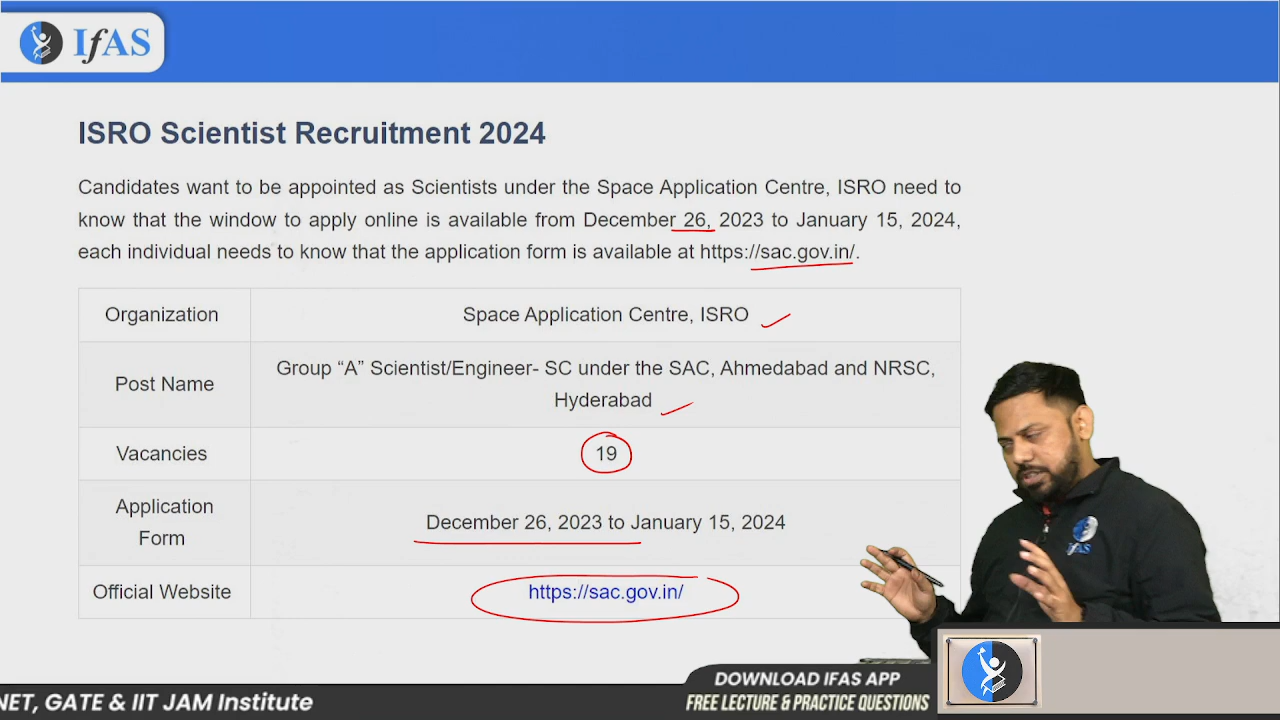 IfAS
ISRO Scientist Recruitment 2024
Candidates want to be appointed as Scientists under the Space Application Centre, ISRO need to
know that the window to apply online is available from December 26, 2023 to January 15, 2024,
each individual needs to know that the application form is available at https://sac.gov.in/.
Organization
Space Application Centre, ISRO
Post Name
Group “A” Scientist/Engineer- SC under the SAC, Ahmedabad and NRSC,
Hyderabad
Vacancies
19
Application
Form
December 26, 2023 to January 15, 2024
Official Website
https://sac.gov.in/
IfAS
DOWNLOAD IFAS APP
FREE LECTURE & PRACTICE QUESTIONS
NET, GATE & IIT JAM Institute